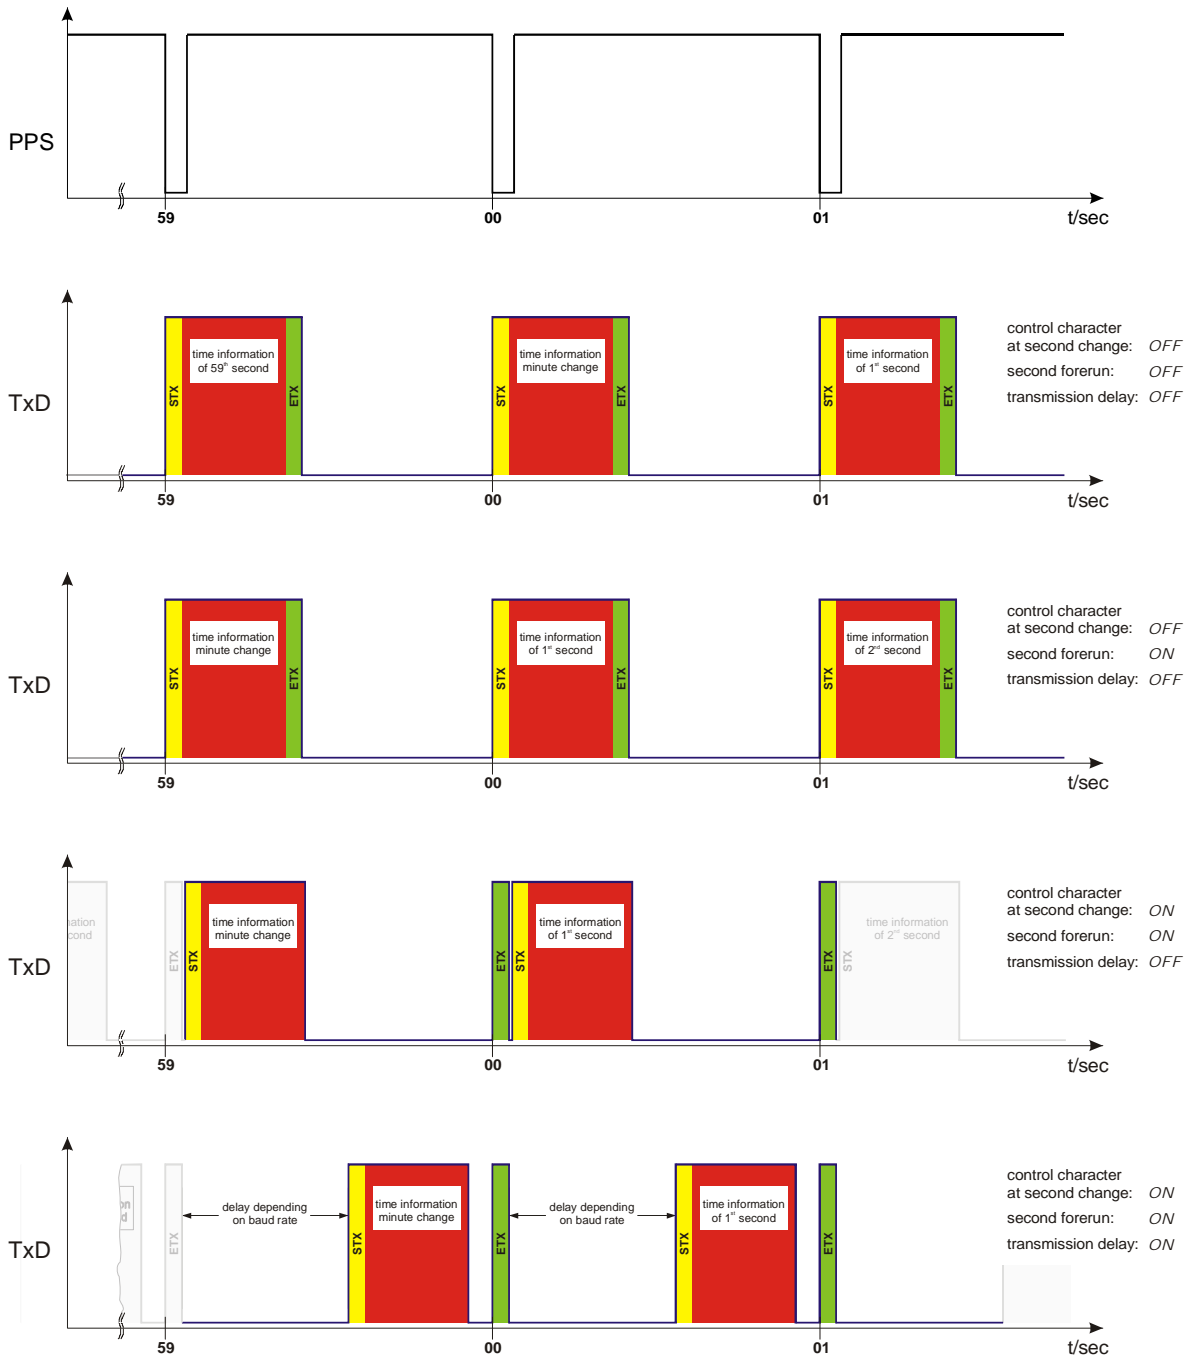 PPS
59
00
01
t/sec
TxD
STX
time information
of 59th second
ETX
STX
time information
minute change
ETX
STX
time information
of 1st second
ETX
control character
at second change: OFF
second forerun: OFF
transmission delay: OFF
59
00
01
t/sec
TxD
STX
time information
minute change
ETX
STX
time information
of 1st second
ETX
STX
time information
of 2nd second
ETX
control character
at second change: OFF
second forerun: ON
transmission delay: OFF
59
00
01
t/sec
TxD
ETX
STX
time information
minute change
ETX
STX
time information
of 1st second
ETX
STX
time information
of 2nd second
control character
at second change: ON
second forerun: ON
transmission delay: OFF
59
00
01
t/sec
TxD
ETX
delay depending
on baud rate
STX
time information
minute change
ETX
delay depending
on baud rate
STX
time information
of 1st second
ETX
control character
at second change: ON
second forerun: ON
transmission delay: ON
59
00
01
t/sec